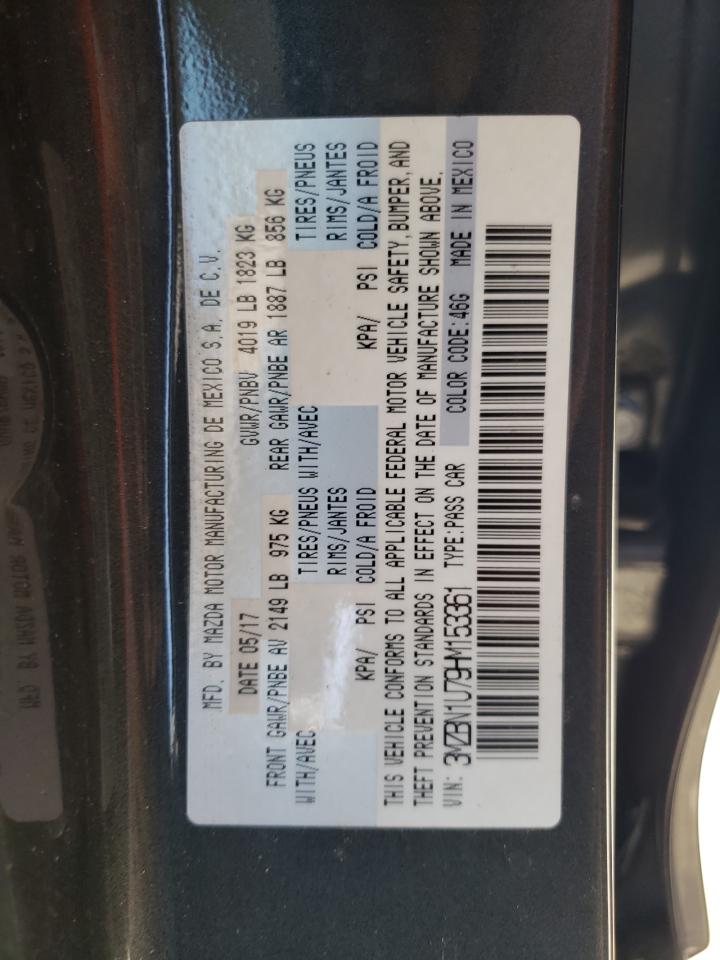 MFD. BY MAZDA MOTOR MANUFACTURING DE MEXICO S.A. DE C.V.
DATE 05/17 GVWR/PNBV 4019 LB 1823 KG
FRONT GAWR/PNBE AV 2149 LB 975 KG REAR GAWR/PNBE AR 1887 LB 856 KG
WITH/AVEC TIRES/PNEUS WITH/AVEC TIRES/PNEUS
RIMS/JANTES RIMS/JANTES
KPA/ PSI COLD/A FROID KPA/ PSI COLD/A FROID
THIS VEHICLE CONFORMS TO ALL APPLICABLE FEDERAL MOTOR VEHICLE SAFETY, BUMPER, AND
THEFT PREVENTION STANDARDS IN EFFECT ON THE DATE OF MANUFACTURE SHOWN ABOVE.
VIN: 3MZBN1U79HM153361 TYPE:PASS CAR COLOR CODE:46G MADE IN MEXICO